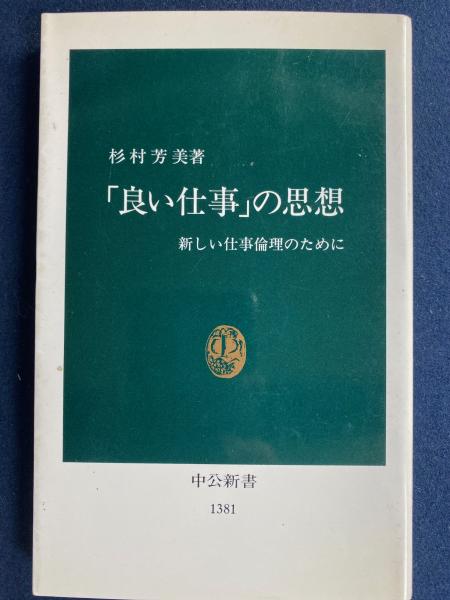 杉村芳美著
「良い仕事」の思想
新しい仕事倫理のために
中公新書
1381